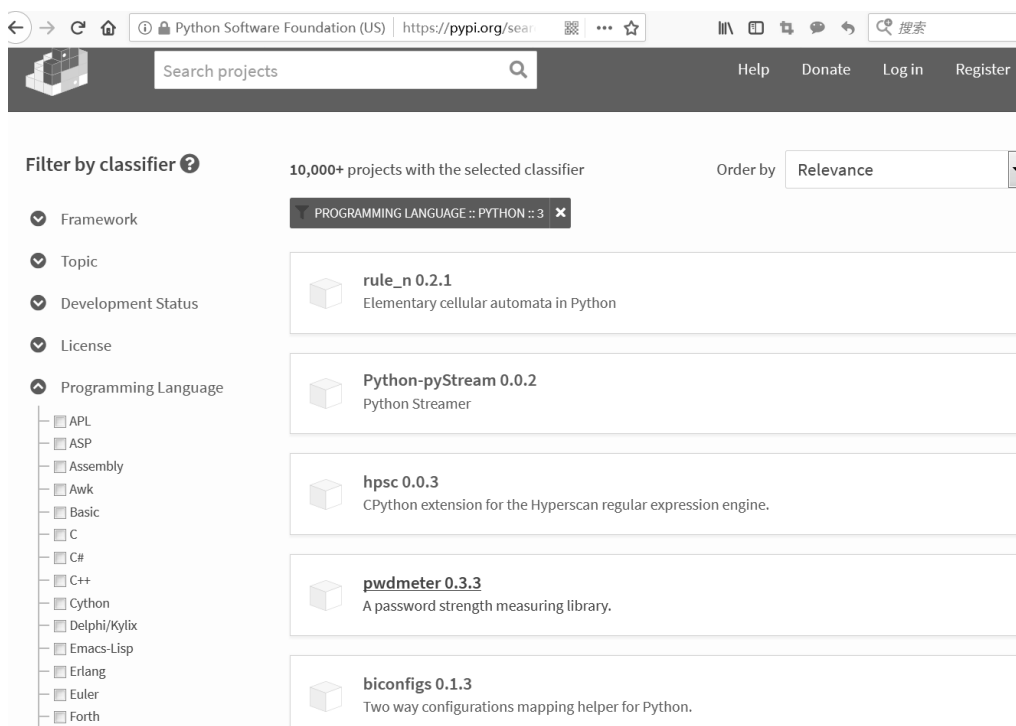 Python Software Foundation (US) https://pypi.org/sear
搜索
Search projects
Help Donate Log in Register
Filter by classifier
10,000+ projects with the selected classifier
Order by Relevance
PROGRAMMING LANGUAGE :: PYTHON :: 3
Framework
Topic
Development Status
License
Programming Language
APL
ASP
Assembly
Awk
Basic
C
C#
C++
Cython
Delphi/Kylix
Emacs-Lisp
Erlang
Euler
Forth
rule_n 0.2.1
Elementary cellular automata in Python
Python-pyStream 0.0.2
Python Streamer
hpsc 0.0.3
CPython extension for the Hyperscan regular expression engine.
pwdmeter 0.3.3
A password strength measuring library.
biconfigs 0.1.3
Two way configurations mapping helper for Python.